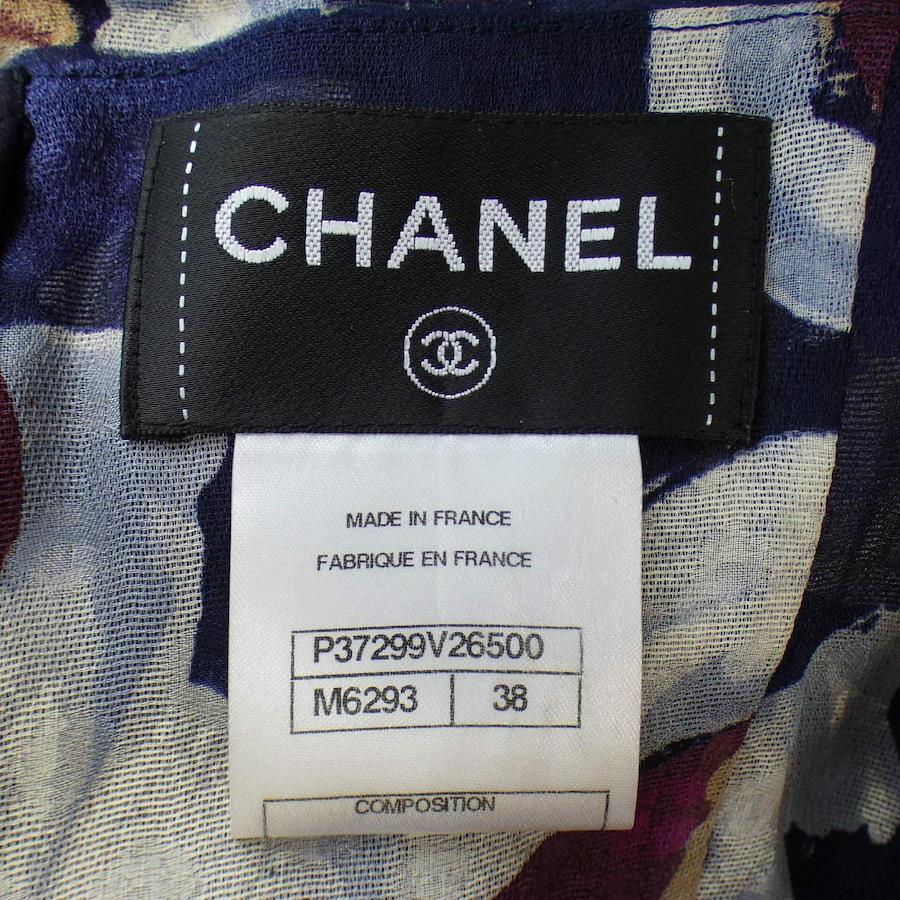 CHANEL
MADE IN FRANCE
FABRIQUE EN FRANCE
P37299V26500
M6293 38
COMPOSITION